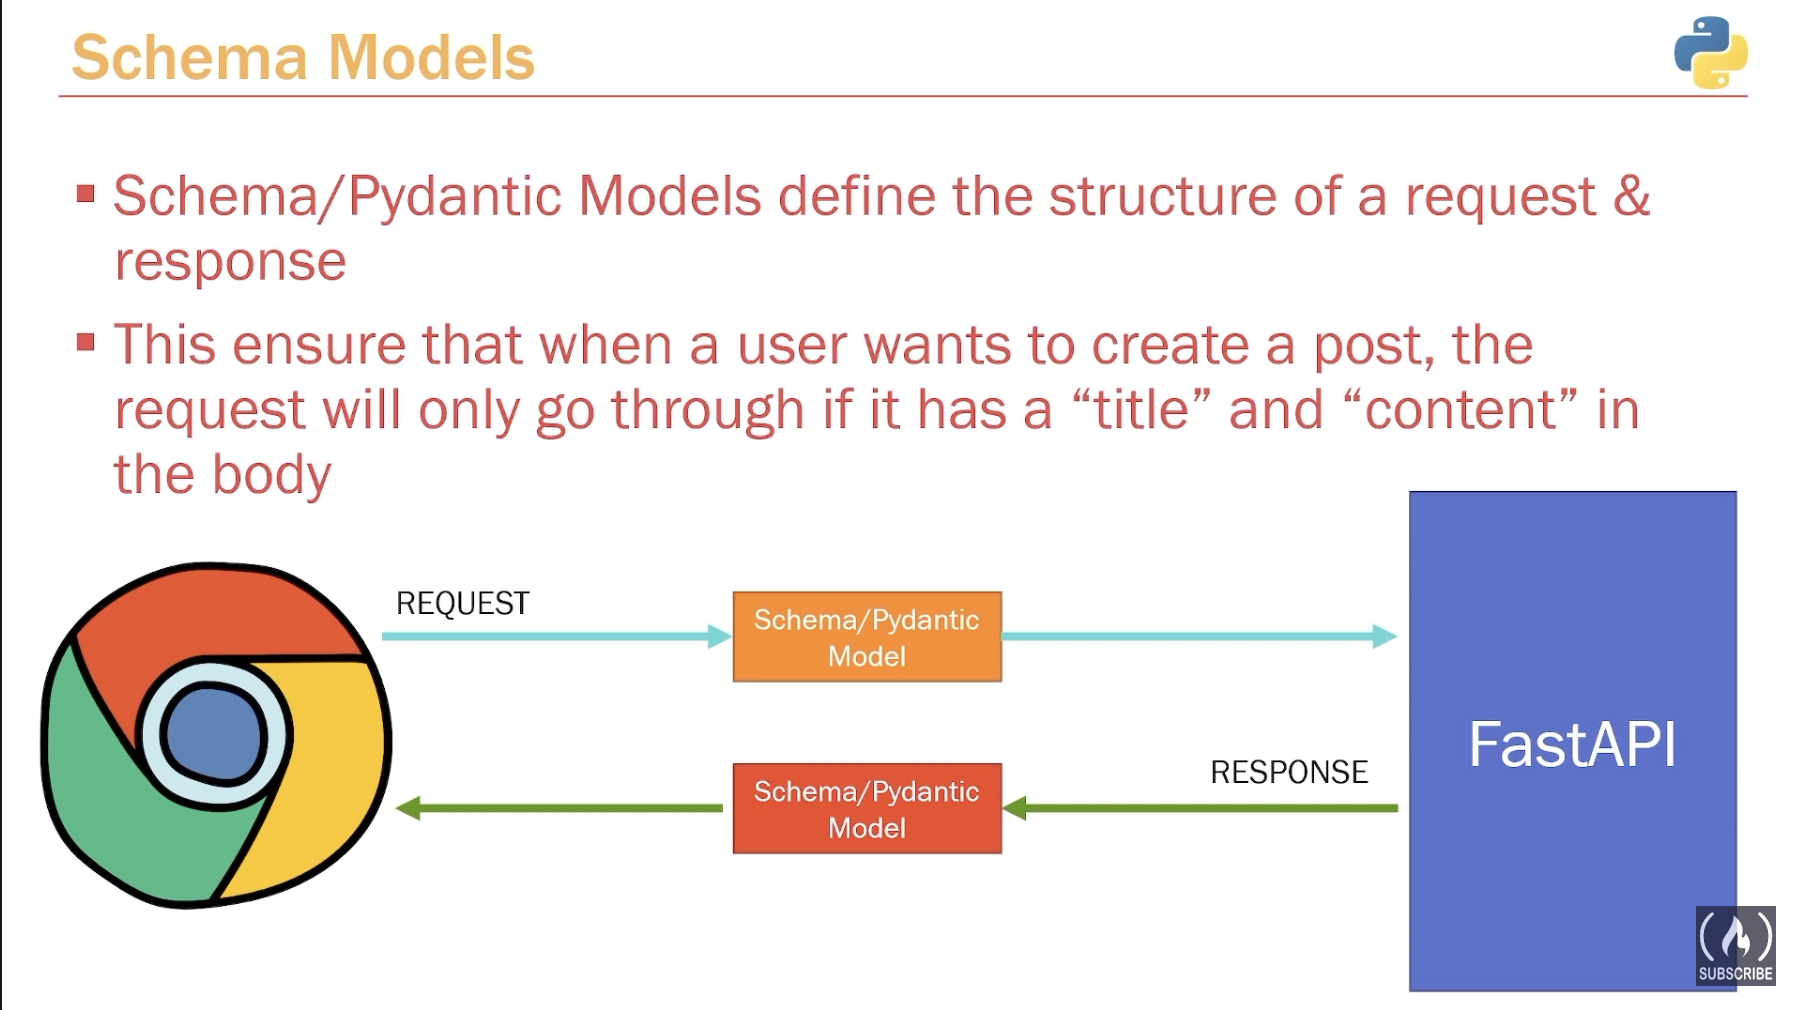 Schema Models
▪ Schema/Pydantic Models define the structure of a request &
response
▪ This ensure that when a user wants to create a post, the
request will only go through if it has a “title” and “content” in
the body
REQUEST
Schema/Pydantic
Model
FastAPI
RESPONSE
Schema/Pydantic
Model
SUBSCRIBE